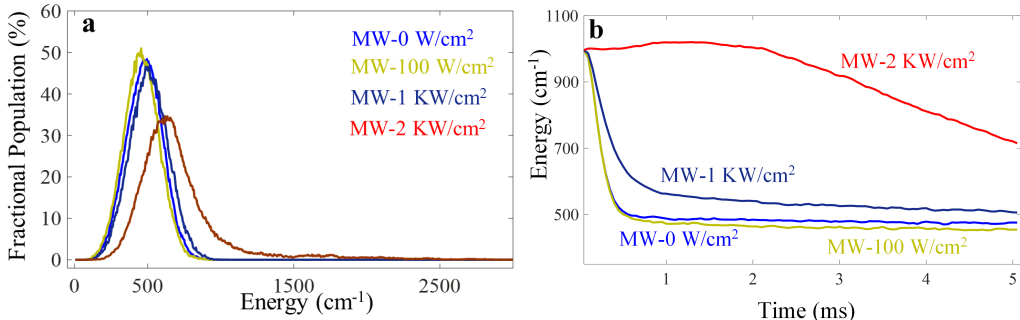 a
MW-0 W/cm²
MW-100 W/cm²
MW-1 KW/cm²
MW-2 KW/cm²
Fractional Population (%)
60
50
40
30
20
10
0
0
500
1500
2500
Energy (cm⁻¹)
b
MW-2 KW/cm²
MW-1 KW/cm²
MW-0 W/cm²
MW-100 W/cm²
Energy (cm⁻¹)
1100
900
700
500
1
2
3
4
5
Time (ms)